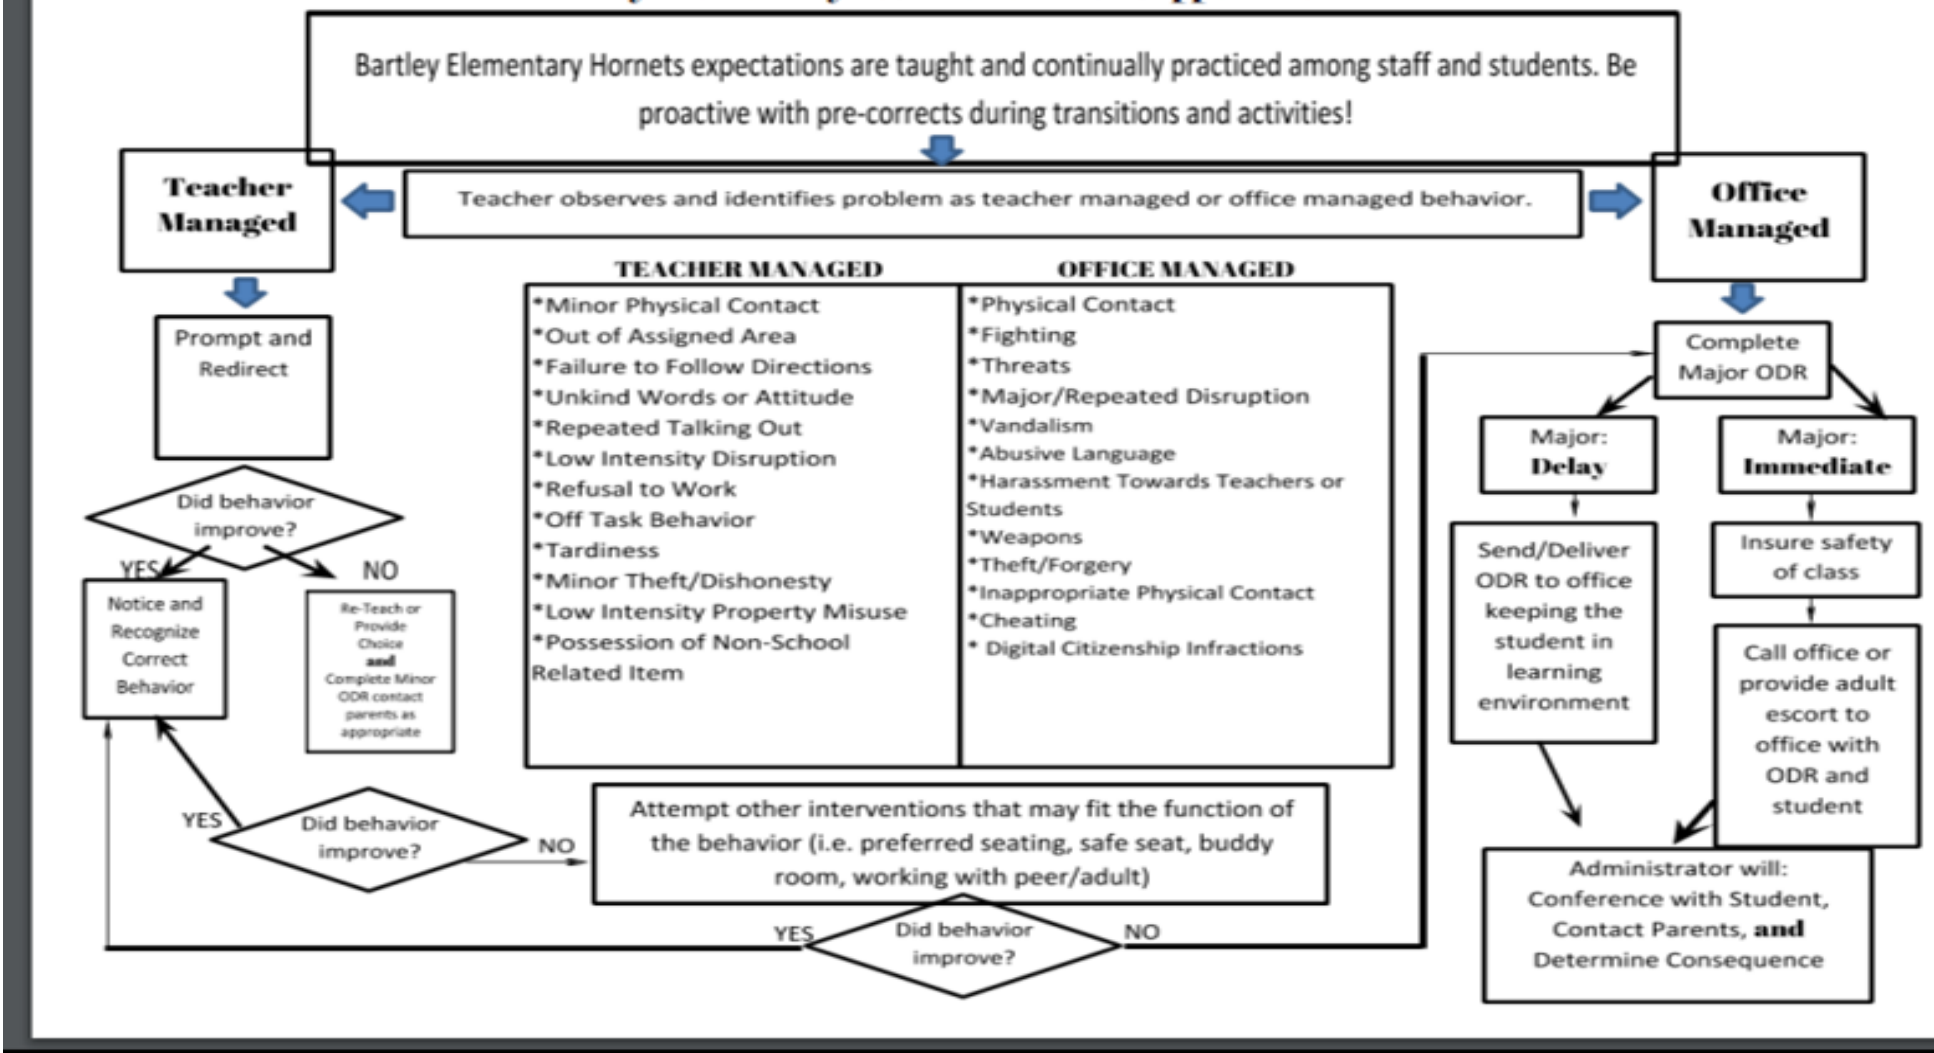 Bartley Elementary Hornets expectations are taught and continually practiced among staff and students. Be
proactive with pre-corrects during transitions and activities!
Teacher
Managed
Teacher observes and identifies problem as teacher managed or office managed behavior.
Office
Managed
Prompt and
Redirect
Did behavior
improve?
YES
NO
Notice and
Recognize
Correct
Behavior
Re-Teach or
Provide
Choice
and
Complete Minor
ODR contact
parents as
appropriate
TEACHER MANAGED
*Minor Physical Contact
*Out of Assigned Area
*Failure to Follow Directions
*Unkind Words or Attitude
*Repeated Talking Out
*Low Intensity Disruption
*Refusal to Work
*Off Task Behavior
*Tardiness
*Minor Theft/Dishonesty
*Low Intensity Property Misuse
*Possession of Non-School
Related Item
OFFICE MANAGED
*Physical Contact
*Fighting
*Threats
*Major/Repeated Disruption
*Vandalism
*Abusive Language
*Harassment Towards Teachers or
Students
*Weapons
*Theft/Forgery
*Inappropriate Physical Contact
*Cheating
* Digital Citizenship Infractions
Complete
Major ODR
Major:
Delay
Major:
Immediate
Send/Deliver
ODR to office
keeping the
student in
learning
environment
Insure safety
of class
Call office or
provide adult
escort to
office with
ODR and
student
YES
Did behavior
improve?
NO
Attempt other interventions that may fit the function of
the behavior (i.e. preferred seating, safe seat, buddy
room, working with peer/adult)
YES
Did behavior
improve?
NO
Administrator will:
Conference with Student,
Contact Parents, and
Determine Consequence